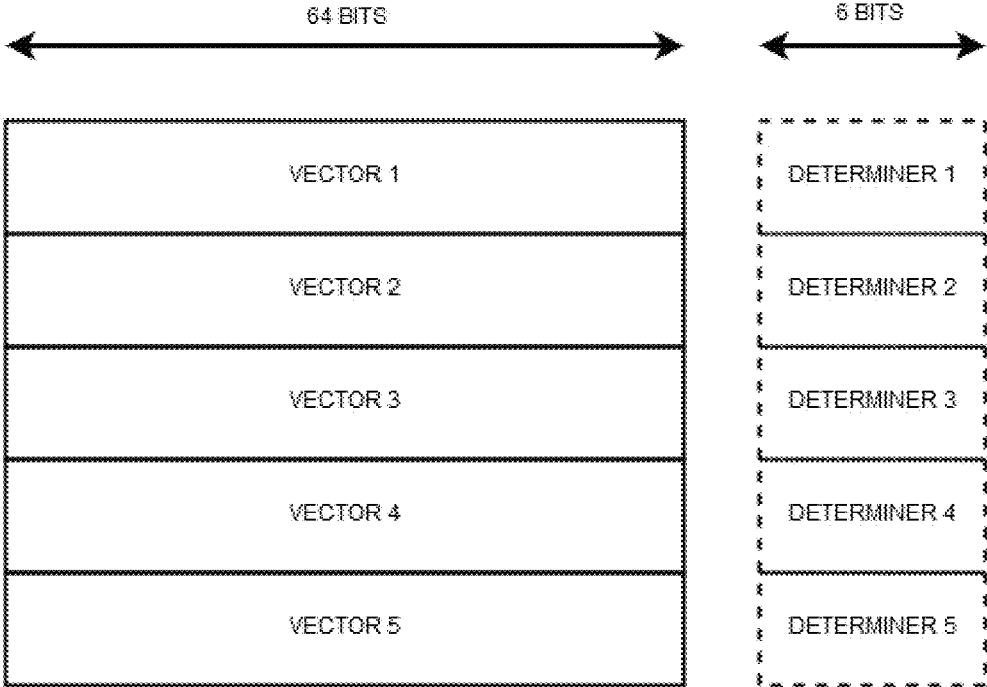 64 BITS 6 BITS
VECTOR 1 DETERMINER 1
VECTOR 2 DETERMINER 2
VECTOR 3 DETERMINER 3
VECTOR 4 DETERMINER 4
VECTOR 5 DETERMINER 5